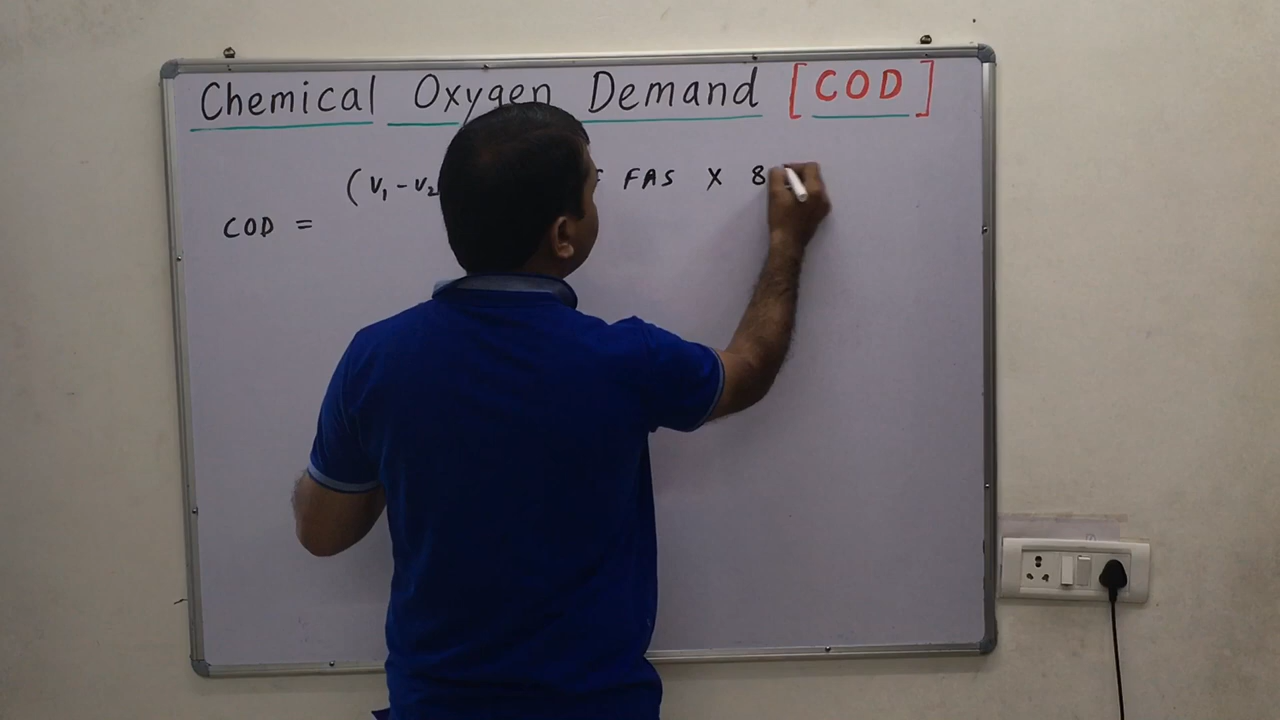 Chemical Oxygen Demand [COD]
(V₁ - V₂ FAS X 8
COD =